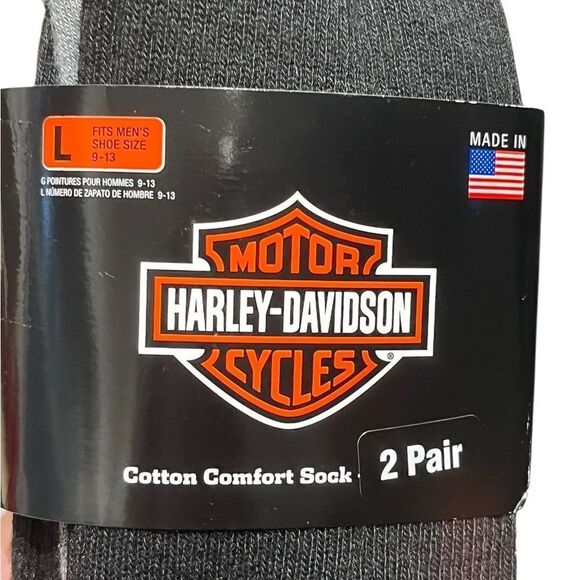 L
FITS MEN'S
SHOE SIZE
9-13
G POINTURES POUR HOMMES 9-13
L NÚMERO DE ZAPATO DE HOMBRE 9-13
MADE IN
MOTOR
HARLEY-DAVIDSON
CYCLES
®
Cotton Comfort Sock
2 Pair